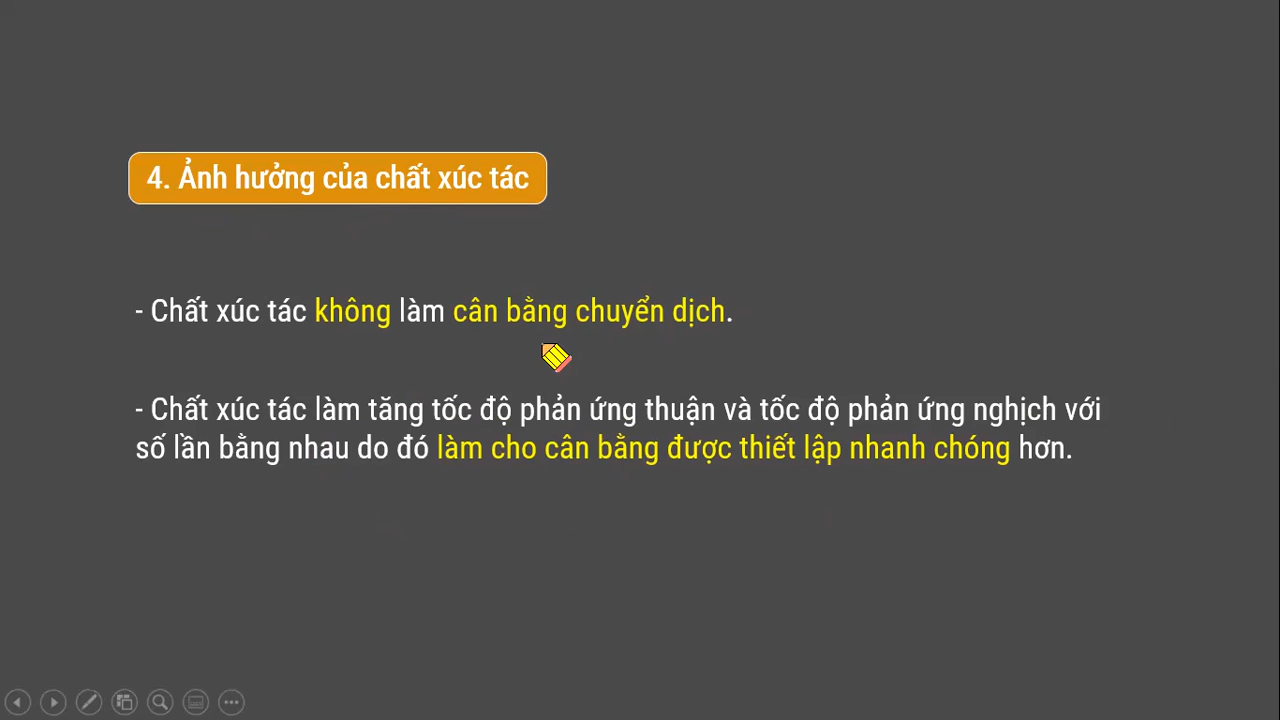 4. Ảnh hưởng của chất xúc tác
- Chất xúc tác không làm cân bằng chuyển dịch.
- Chất xúc tác làm tăng tốc độ phản ứng thuận và tốc độ phản ứng nghịch với
số lần bằng nhau do đó làm cho cân bằng được thiết lập nhanh chóng hơn.